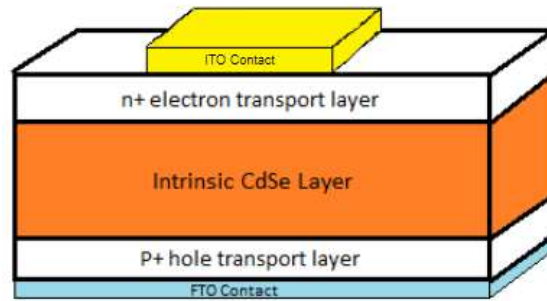 ITO Contact
n+ electron transport layer
Intrinsic CdSe Layer
P+ hole transport layer
FTO Contact